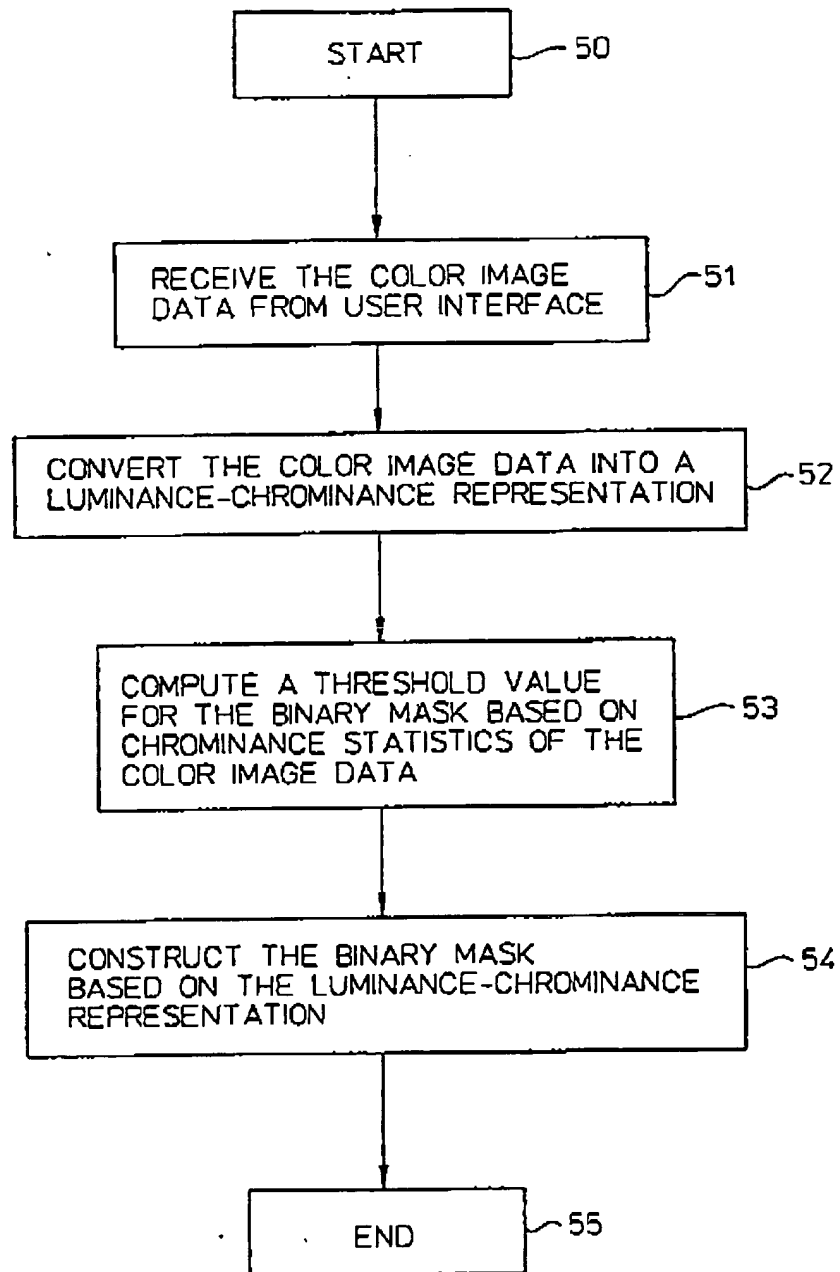 START
50
RECEIVE THE COLOR IMAGE
DATA FROM USER INTERFACE
51
CONVERT THE COLOR IMAGE DATA INTO A
LUMINANCE-CHROMINANCE REPRESENTATION
52
COMPUTE A THRESHOLD VALUE
FOR THE BINARY MASK BASED ON
CHROMINANCE STATISTICS OF THE
COLOR IMAGE DATA
53
CONSTRUCT THE BINARY MASK
BASED ON THE LUMINANCE-CHROMINANCE
REPRESENTATION
54
END
55